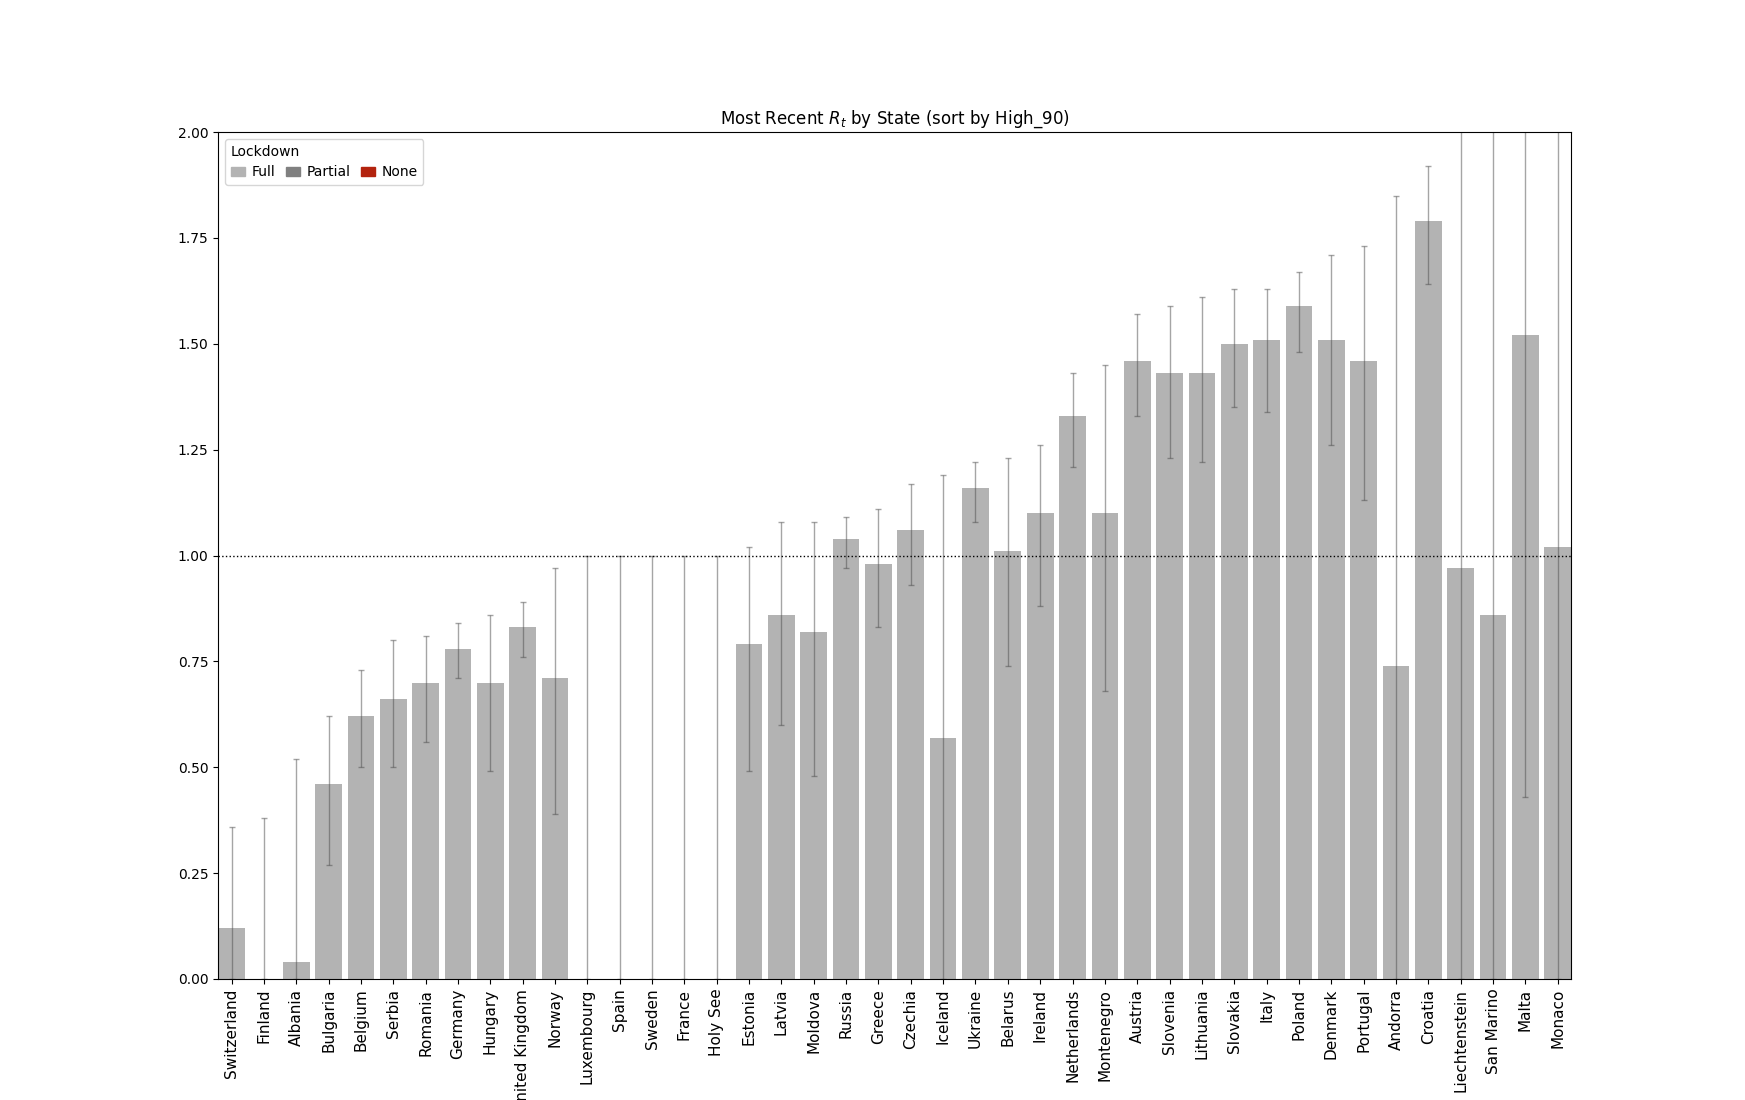 Most Recent R_t by State (sort by High_90)
Lockdown
Full Partial None
2.00
1.75
1.50
1.25
1.00
0.75
0.50
0.25
0.00
Switzerland
Finland
Albania
Bulgaria
Belgium
Serbia
Romania
Germany
Hungary
nited Kingdom
Norway
Luxembourg
Spain
Sweden
France
Holy See
Estonia
Latvia
Moldova
Russia
Greece
Czechia
Iceland
Ukraine
Belarus
Ireland
Netherlands
Montenegro
Austria
Slovenia
Lithuania
Slovakia
Italy
Poland
Denmark
Portugal
Andorra
Croatia
Liechtenstein
San Marino
Malta
Monaco